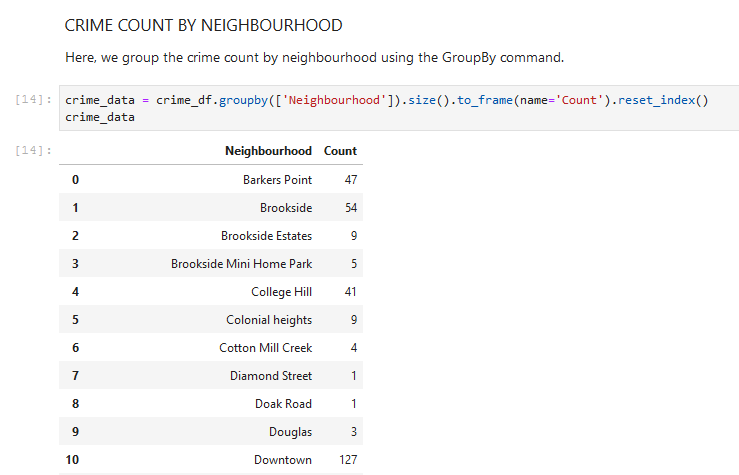 CRIME COUNT BY NEIGHBOURHOOD
Here, we group the crime count by neighbourhood using the GroupBy command.
[14]: crime_data = crime_df.groupby(['Neighbourhood']).size().to_frame(name='Count').reset_index()
crime_data
[14]: Neighbourhood Count
0 Barkers Point 47
1 Brookside 54
2 Brookside Estates 9
3 Brookside Mini Home Park 5
4 College Hill 41
5 Colonial heights 9
6 Cotton Mill Creek 4
7 Diamond Street 1
8 Doak Road 1
9 Douglas 3
10 Downtown 127